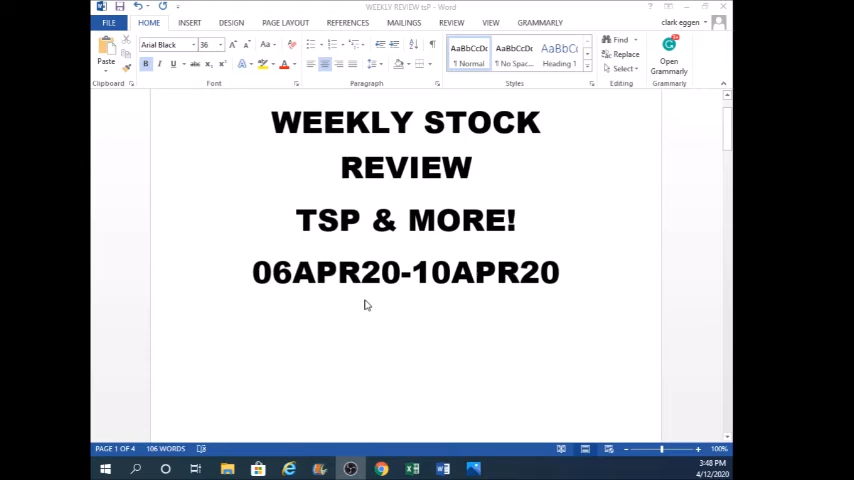 WEEKLY REVIEW tsP - Word
FILE HOME INSERT DESIGN PAGE LAYOUT REFERENCES MAILINGS REVIEW VIEW GRAMMARLY clark eggen
Paste
Arial Black 36
Clipboard Font Paragraph Styles Editing Grammarly
AaBbCcDc AaBbCcDc AaBbCc
¶ Normal ¶ No Spac... Heading 1
Find
Replace
Select
Open Grammarly
WEEKLY STOCK
REVIEW
TSP & MORE!
06APR20-10APR20
PAGE 1 OF 4 106 WORDS 100%
3:48 PM
4/12/2020